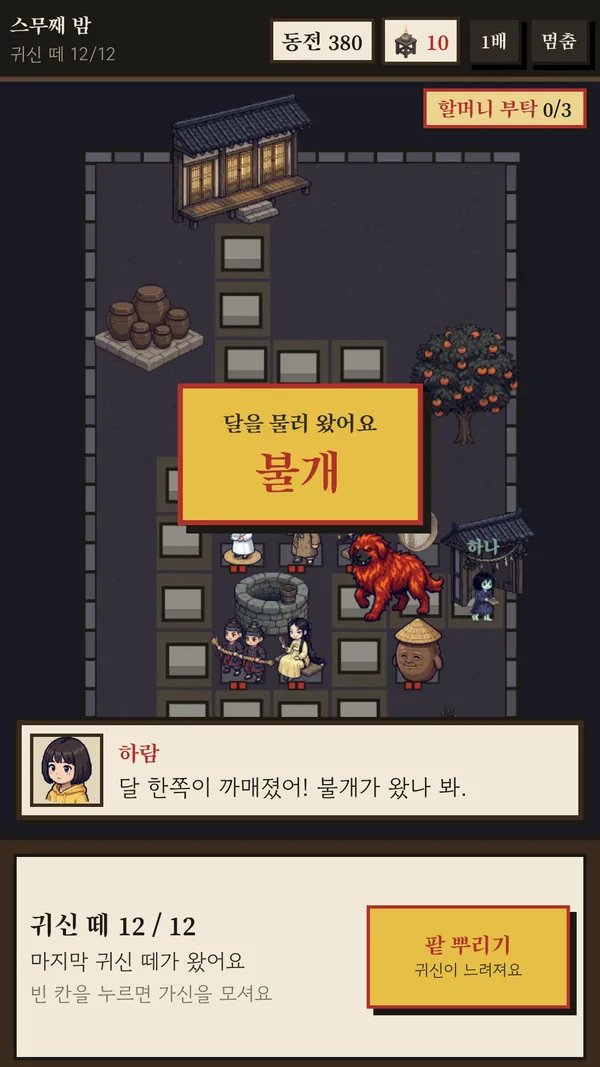 스무째 밤
귀신 떼 12/12
동전 380
10
1배
멈춤
할머니 부탁 0/3
달을 물러 왔어요
불개
하나
하람
달 한쪽이 까매졌어! 불개가 왔나 봐.
귀신 떼 12 / 12
마지막 귀신 떼가 왔어요
빈 칸을 누르면 가신을 모셔요
팥 뿌리기
귀신이 느려져요